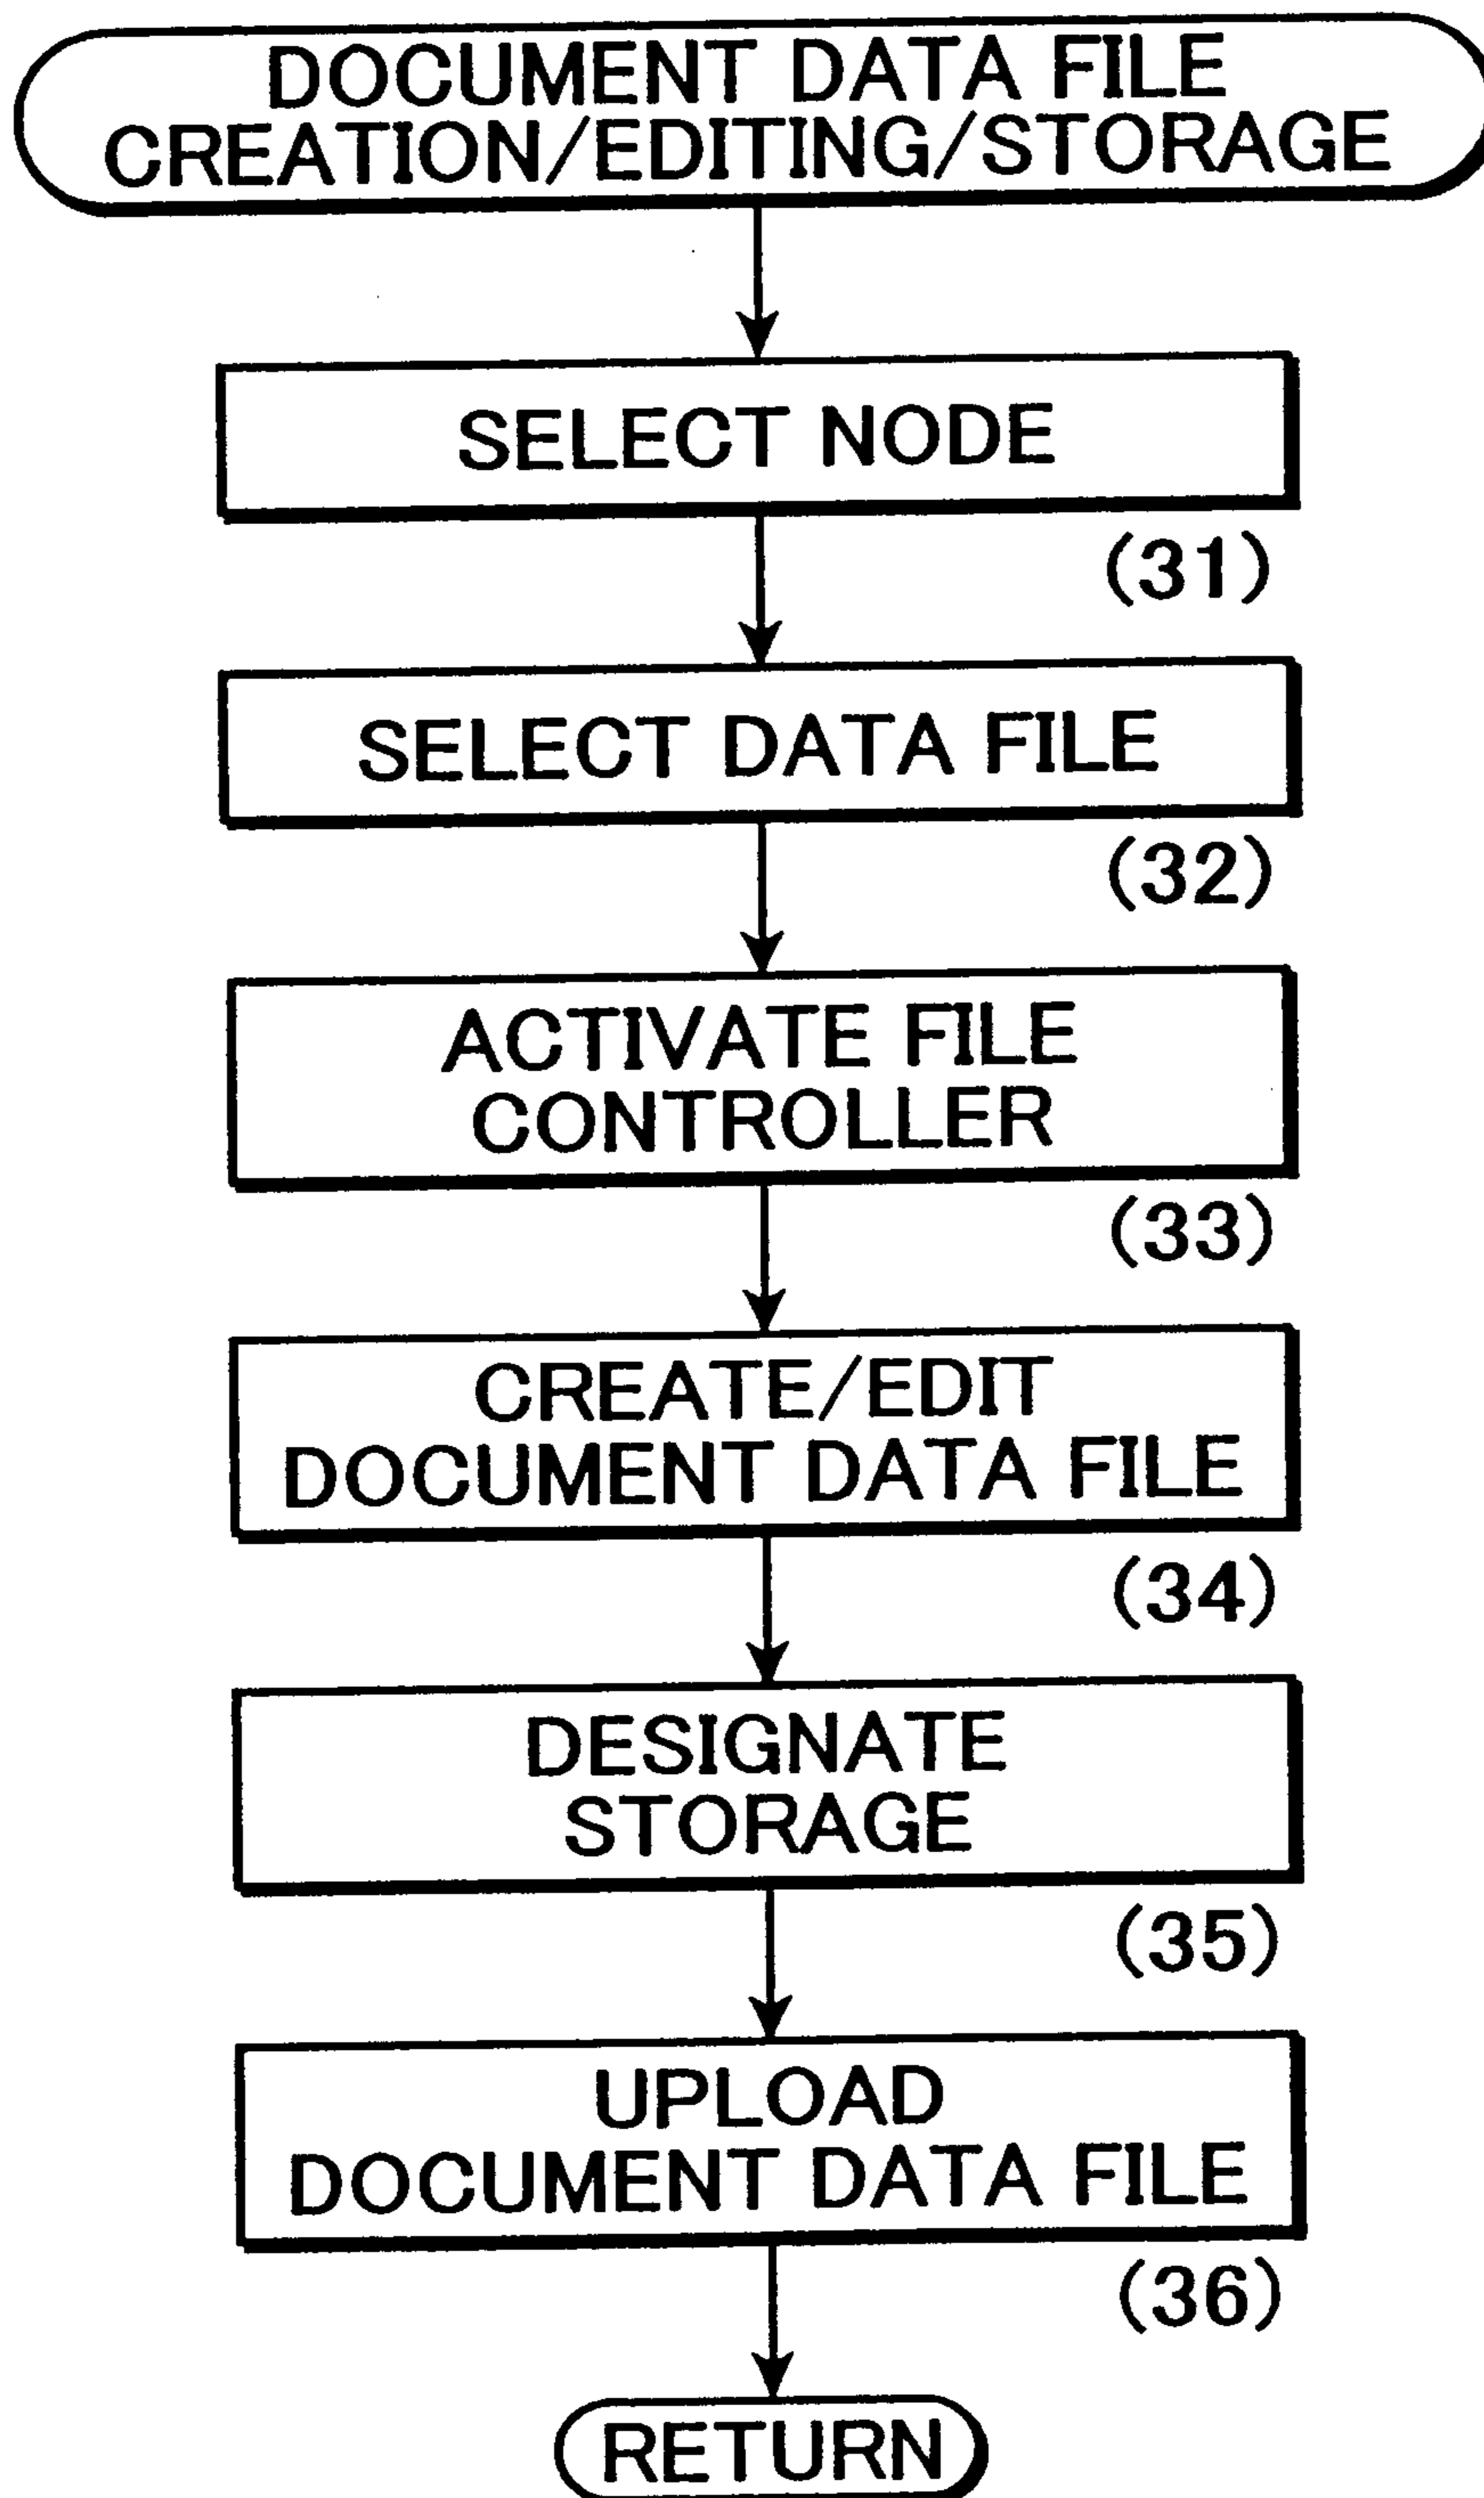 DOCUMENT DATA FILE
CREATION/EDITING/STORAGE
SELECT NODE
(31)
SELECT DATA FILE
(32)
ACTIVATE FILE
CONTROLLER
(33)
CREATE/EDIT
DOCUMENT DATA FILE
(34)
DESIGNATE
STORAGE
(35)
UPLOAD
DOCUMENT DATA FILE
(36)
RETURN